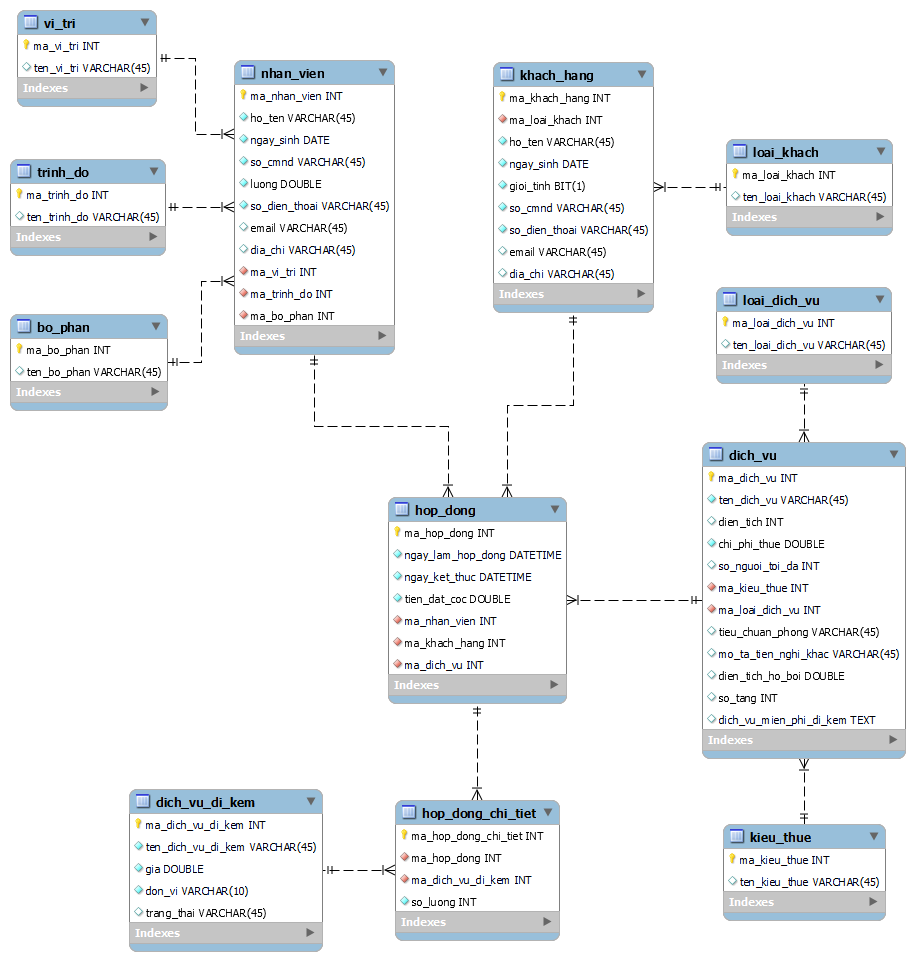 vi_tri
ma_vi_tri INT
ten_vi_tri VARCHAR(45)
Indexes
trinh_do
ma_trinh_do INT
ten_trinh_do VARCHAR(45)
Indexes
bo_phan
ma_bo_phan INT
ten_bo_phan VARCHAR(45)
Indexes
nhan_vien
ma_nhan_vien INT
ho_ten VARCHAR(45)
ngay_sinh DATE
so_cmnd VARCHAR(45)
luong DOUBLE
so_dien_thoai VARCHAR(45)
email VARCHAR(45)
dia_chi VARCHAR(45)
ma_vi_tri INT
ma_trinh_do INT
ma_bo_phan INT
Indexes
khach_hang
ma_khach_hang INT
ma_loai_khach INT
ho_ten VARCHAR(45)
ngay_sinh DATE
gioi_tinh BIT(1)
so_cmnd VARCHAR(45)
so_dien_thoai VARCHAR(45)
email VARCHAR(45)
dia_chi VARCHAR(45)
Indexes
loai_khach
ma_loai_khach INT
ten_loai_khach VARCHAR(45)
Indexes
loai_dich_vu
ma_loai_dich_vu INT
ten_loai_dich_vu VARCHAR(45)
Indexes
dich_vu
ma_dich_vu INT
ten_dich_vu VARCHAR(45)
dien_tich INT
chi_phi_thue DOUBLE
so_nguoi_toi_da INT
ma_kieu_thue INT
ma_loai_dich_vu INT
tieu_chuan_phong VARCHAR(45)
mo_ta_tien_nghi_khac VARCHAR(45)
dien_tich_ho_boi DOUBLE
so_tang INT
dich_vu_mien_phi_di_kem TEXT
Indexes
hop_dong
ma_hop_dong INT
ngay_lam_hop_dong DATETIME
ngay_ket_thuc DATETIME
tien_dat_coc DOUBLE
ma_nhan_vien INT
ma_khach_hang INT
ma_dich_vu INT
Indexes
dich_vu_di_kem
ma_dich_vu_di_kem INT
ten_dich_vu_di_kem VARCHAR(45)
gia DOUBLE
don_vi VARCHAR(10)
trang_thai VARCHAR(45)
Indexes
hop_dong_chi_tiet
ma_hop_dong_chi_tiet INT
ma_hop_dong INT
ma_dich_vu_di_kem INT
so_luong INT
Indexes
kieu_thue
ma_kieu_thue INT
ten_kieu_thue VARCHAR(45)
Indexes